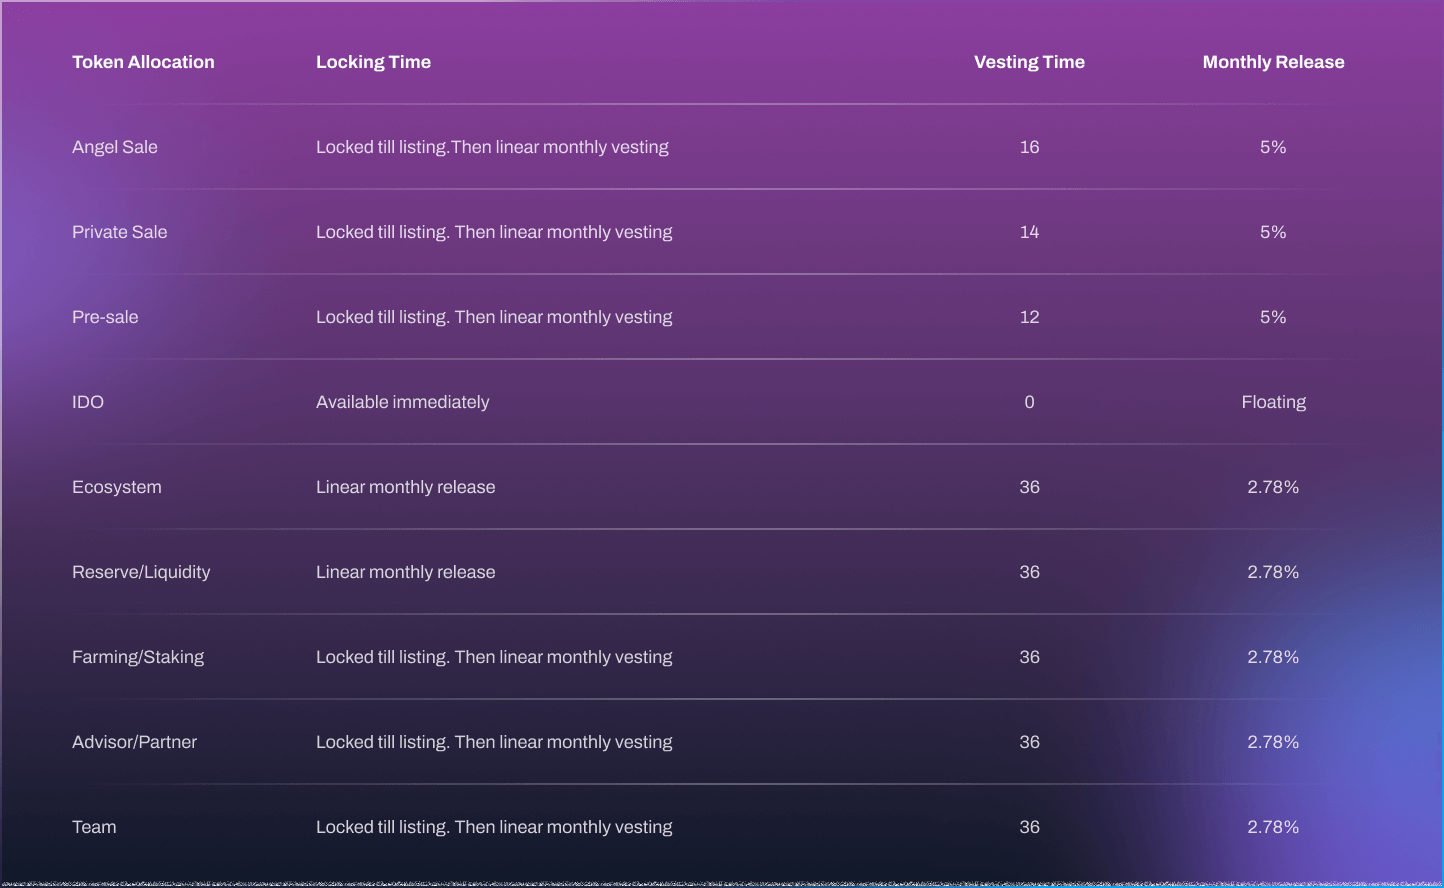 Token Allocation Locking Time Vesting Time Monthly Release
Angel Sale Locked till listing.Then linear monthly vesting 16 5%
Private Sale Locked till listing. Then linear monthly vesting 14 5%
Pre-sale Locked till listing. Then linear monthly vesting 12 5%
IDO Available immediately 0 Floating
Ecosystem Linear monthly release 36 2.78%
Reserve/Liquidity Linear monthly release 36 2.78%
Farming/Staking Locked till listing. Then linear monthly vesting 36 2.78%
Advisor/Partner Locked till listing. Then linear monthly vesting 36 2.78%
Team Locked till listing. Then linear monthly vesting 36 2.78%